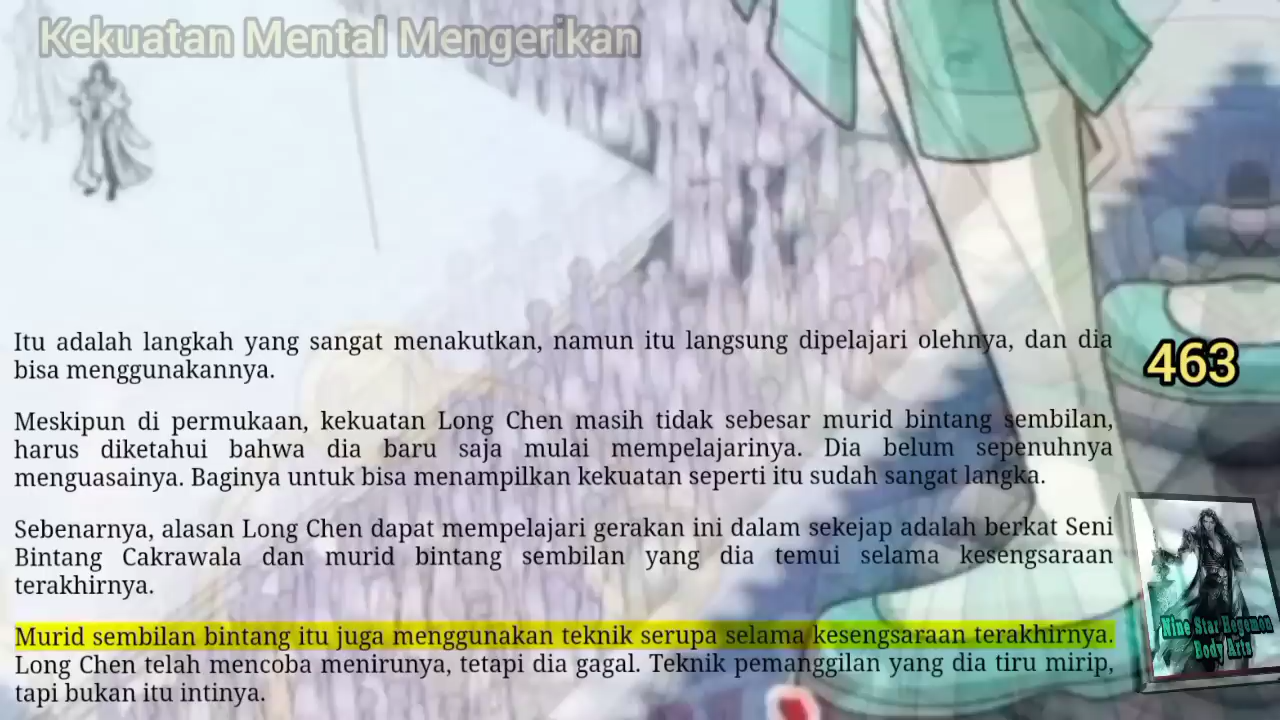 Kekuatan Mental Mengerikan
Itu adalah langkah yang sangat menakutkan, namun itu langsung dipelajari olehnya, dan dia
bisa menggunakannya.
463
Meskipun di permukaan, kekuatan Long Chen masih tidak sebesar murid bintang sembilan,
harus diketahui bahwa dia baru saja mulai mempelajarinya. Dia belum sepenuhnya
menguasainya. Baginya untuk bisa menampilkan kekuatan seperti itu sudah sangat langka.
Sebenarnya, alasan Long Chen dapat mempelajari gerakan ini dalam sekejap adalah berkat Seni
Bintang Cakrawala dan murid bintang sembilan yang dia temui selama kesengsaraan
terakhirnya.
Murid sembilan bintang itu juga menggunakan teknik serupa selama kesengsaraan terakhirnya.
Long Chen telah mencoba menirunya, tetapi dia gagal. Teknik pemanggilan yang dia tiru mirip,
tapi bukan itu intinya.
Nine Star Hegemon
Body Arts